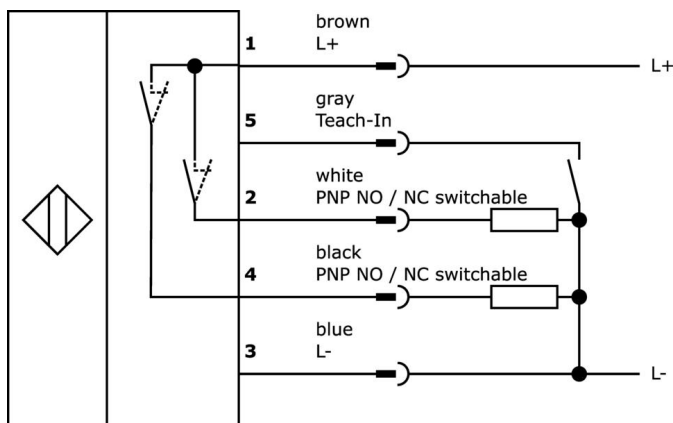 brown
1 L+
L+
gray
5 Teach-In
white
2 PNP NO / NC switchable
black
4 PNP NO / NC switchable
blue
3 L-
L-